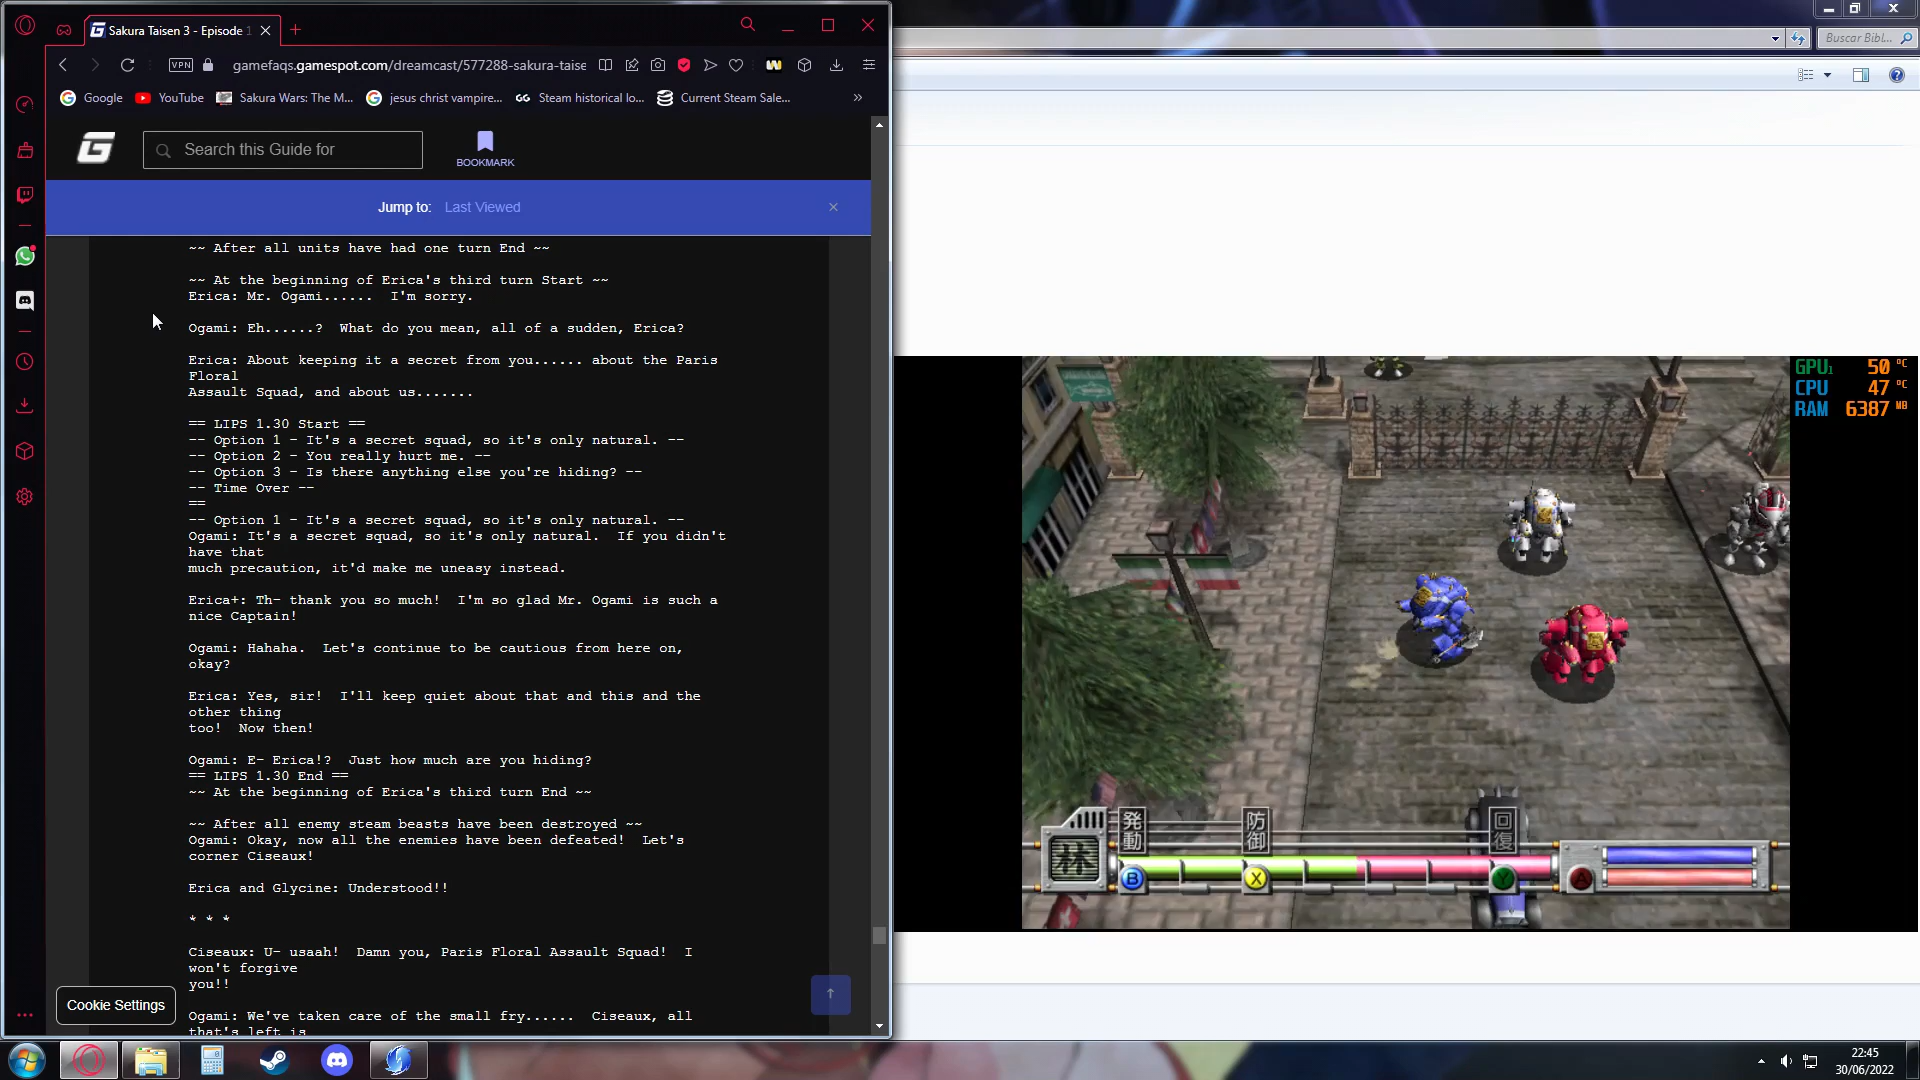 Sakura Taisen 3 - Episode 1
VPN
gamefaqs.gamespot.com/dreamcast/577288-sakura-taise
Google
YouTube
Sakura Wars: The M...
jesus christ vampire...
GG
Steam historical lo...
Current Steam Sale...
»
Search this Guide for
BOOKMARK
Jump to: Last Viewed
~~ After all units have had one turn End ~~
~~ At the beginning of Erica's third turn Start ~~
Erica: Mr. Ogami...... I'm sorry.
Ogami: Eh......? What do you mean, all of a sudden, Erica?
Erica: About keeping it a secret from you...... about the Paris
Floral
Assault Squad, and about us.......
== LIPS 1.30 Start ==
-- Option 1 - It's a secret squad, so it's only natural. --
-- Option 2 - You really hurt me. --
-- Option 3 - Is there anything else you're hiding? --
-- Time Over --
==
-- Option 1 - It's a secret squad, so it's only natural. --
Ogami: It's a secret squad, so it's only natural. If you didn't
have that
much precaution, it'd make me uneasy instead.
Erica+: Th- thank you so much! I'm so glad Mr. Ogami is such a
nice Captain!
Ogami: Hahaha. Let's continue to be cautious from here on,
okay?
Erica: Yes, sir! I'll keep quiet about that and this and the
other thing
too! Now then!
Ogami: E- Erica!? Just how much are you hiding?
== LIPS 1.30 End ==
~~ At the beginning of Erica's third turn End ~~
~~ After all enemy steam beasts have been destroyed ~~
Ogami: Okay, now all the enemies have been defeated! Let's
corner Ciseaux!
Erica and Glycine: Understood!!
* * *
Ciseaux: U- usaah! Damn you, Paris Floral Assault Squad! I
won't forgive
you!!
Ogami: We've taken care of the small fry...... Ciseaux, all
that's left is
Cookie Settings
Buscar Bibl...
GPU1 50 °C
CPU 47 °C
RAM 6387 MB
林
発動
防御
回復
B
X
Y
A
22:45
30/06/2022